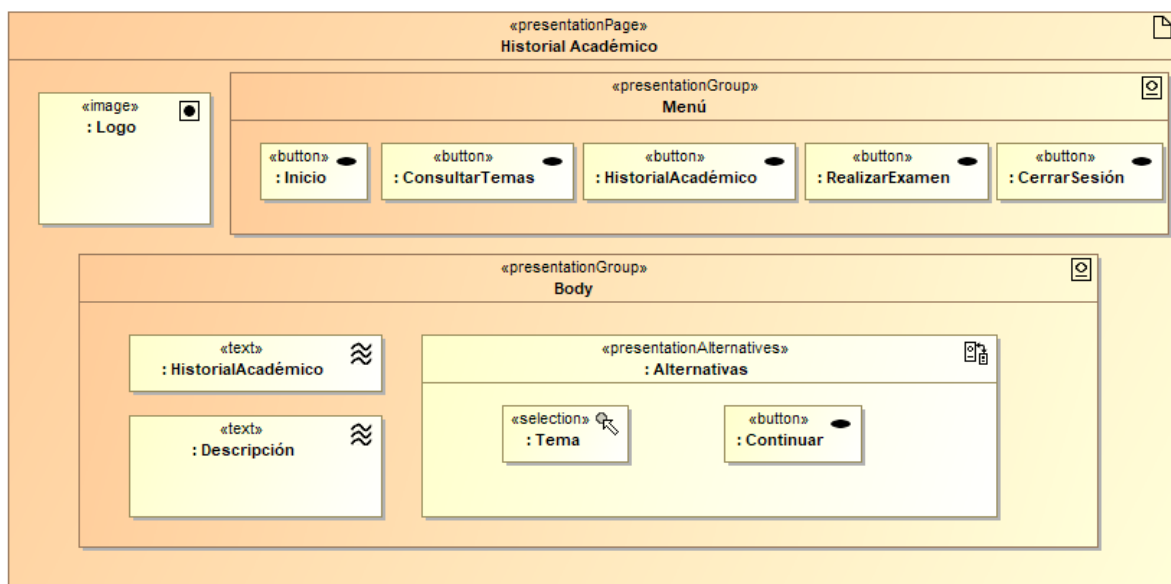 «presentationPage»
Historial Académico
«image»
: Logo
«presentationGroup»
Menú
«button»
: Inicio
«button»
: ConsultarTemas
«button»
: HistorialAcadémico
«button»
: RealizarExamen
«button»
: CerrarSesión
«presentationGroup»
Body
«text»
: HistorialAcadémico
«text»
: Descripción
«presentationAlternatives»
: Alternativas
«selection»
: Tema
«button»
: Continuar